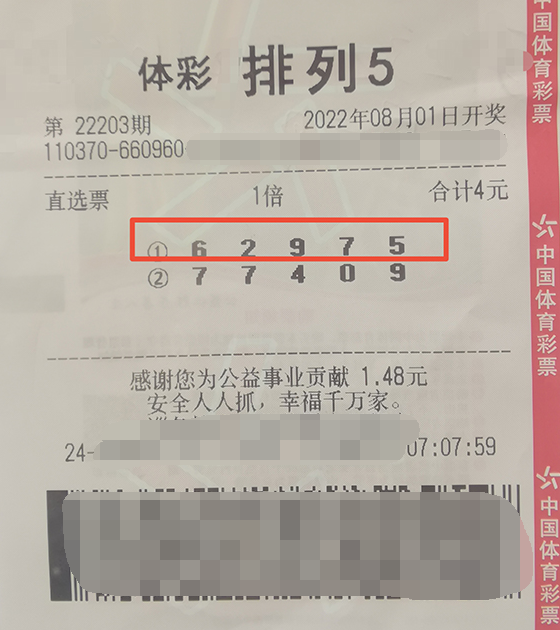 体彩 排列5
第 22203期 2022年08月01日开奖
110370-660960
直选票 1倍 合计4元
① 6 2 9 7 5
② 7 7 4 0 9
感谢您为公益事业贡献 1.48元
安全人人抓，幸福千万家。
24- 07:07:59
中国体育彩票
中国体育彩票
中国体育彩票